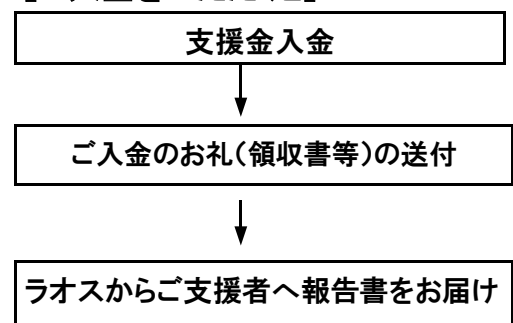 支援金入金
ご入金のお礼(領収書等)の送付
ラオスからご支援者へ報告書をお届け